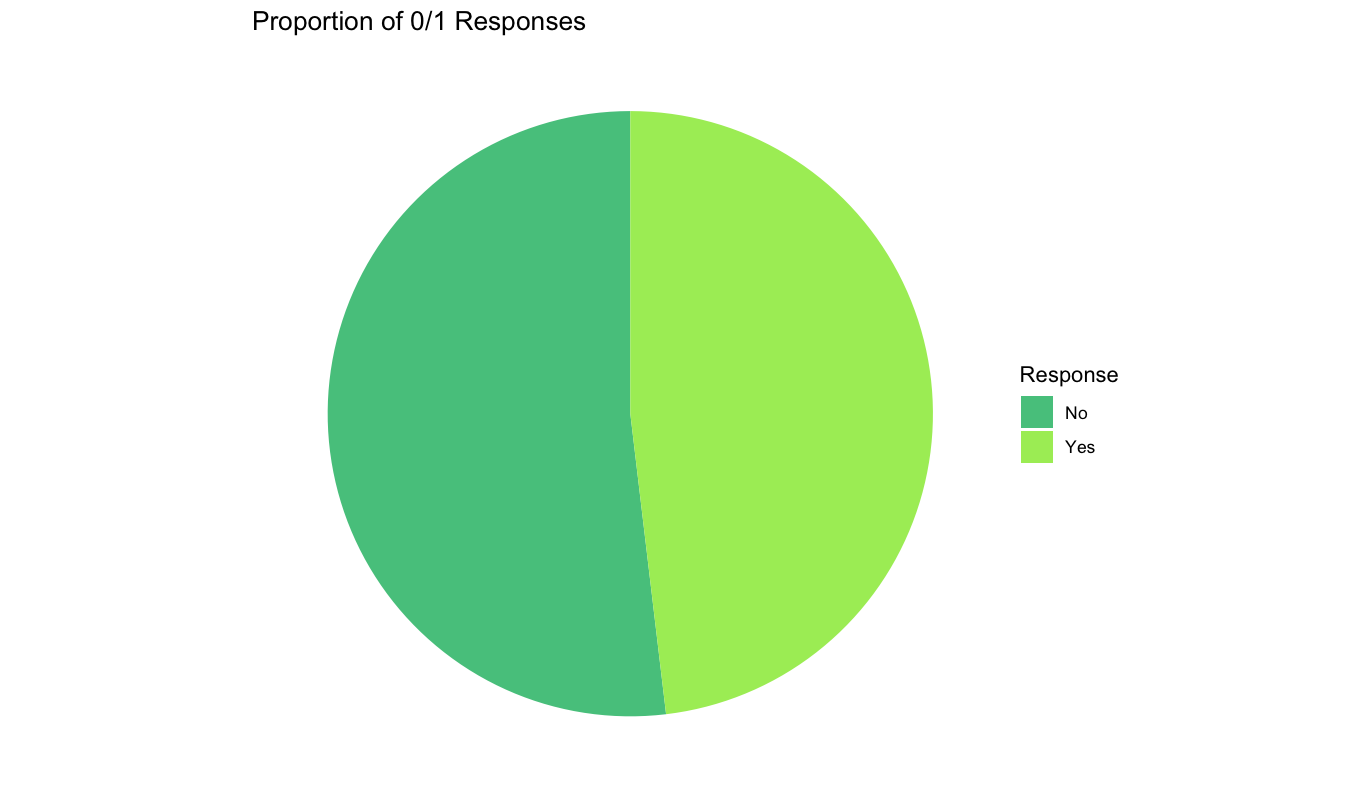 Proportion of 0/1 Responses
Response
No
Yes